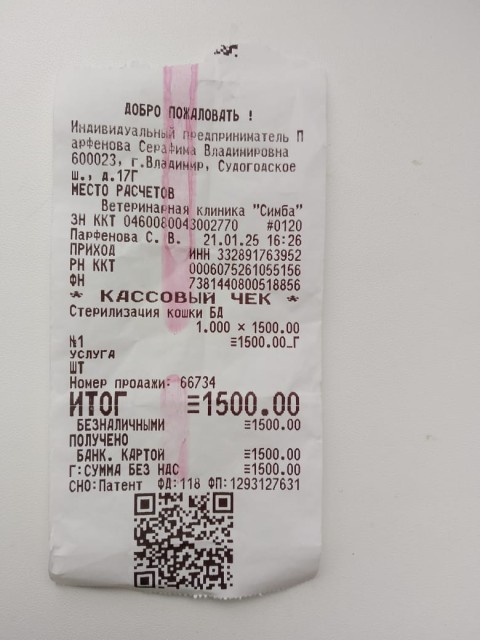 ДОБРО ПОЖАЛОВАТЬ !
Индивидуальный предприниматель П
арфенова Серафима Владимировна
600023, г.Владимир, Судогодское
ш., д.17Г
МЕСТО РАСЧЕТОВ
Ветеринарная клиника "Симба"
ЗН ККТ 0460080043002770 #0120
Парфенова С. В. 21.01.25 16:26
ПРИХОД ИНН 332891763952
РН ККТ 0006075261055156
ФН 7381440800518856
* КАССОВЫЙ ЧЕК *
Стерилизация кошки БД
1.000 × 1500.00
№1 ≡1500.00_Г
УСЛУГА
ШТ
Номер продажи: 66734
ИТОГ ≡1500.00
БЕЗНАЛИЧНЫМИ ≡1500.00
ПОЛУЧЕНО
БАНК. КАРТОЙ ≡1500.00
Г:СУММА БЕЗ НДС ≡1500.00
СНО:Патент ФД:118 ФП:1293127631